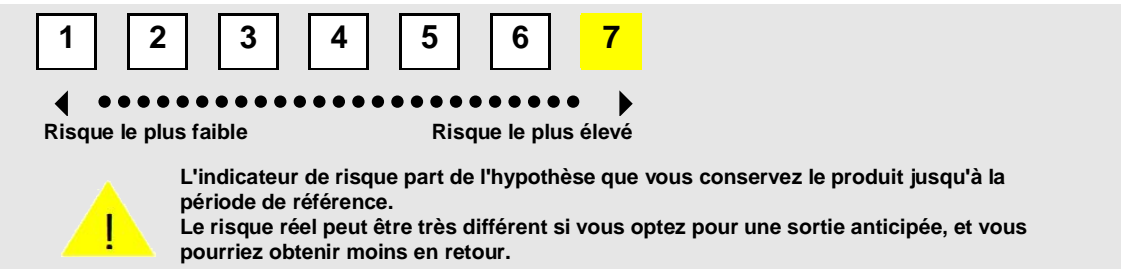 1 2 3 4 5 6 7
Risque le plus faible Risque le plus élevé
L'indicateur de risque part de l'hypothèse que vous conservez le produit jusqu'à la
période de référence.
Le risque réel peut être très différent si vous optez pour une sortie anticipée, et vous
pourriez obtenir moins en retour.
!